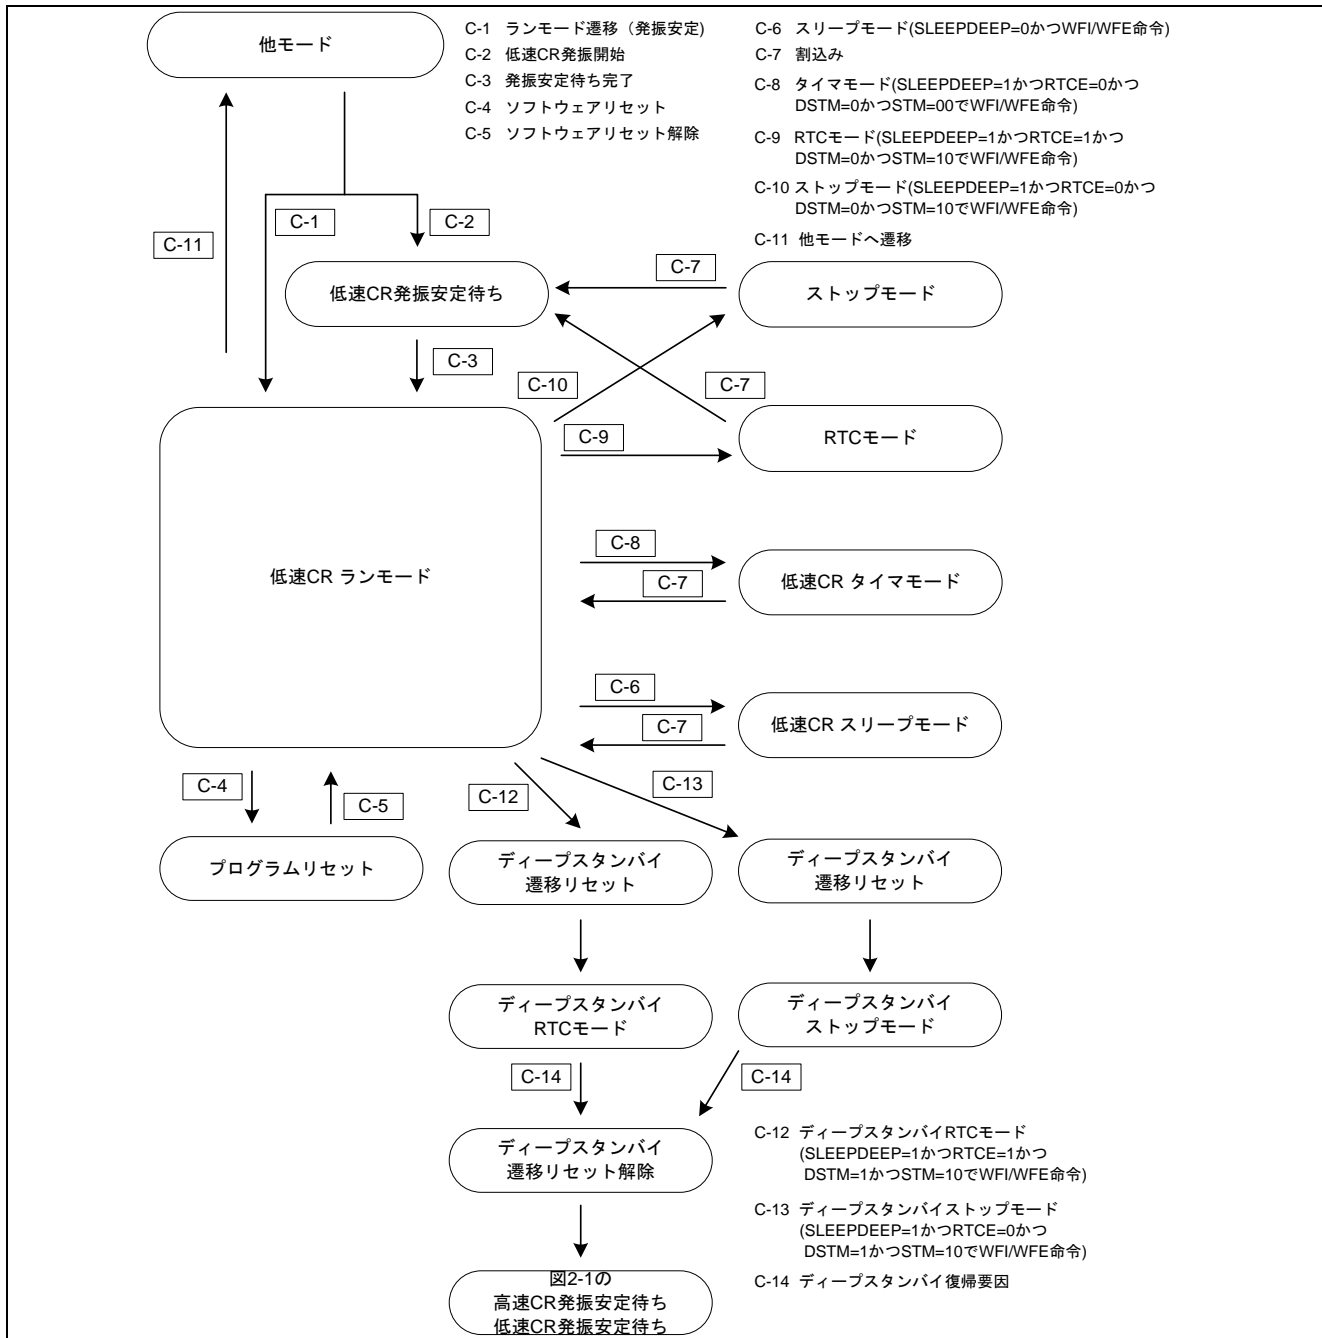 他モード
C-1 ランモード遷移（発振安定)
C-2 低速CR発振開始
C-3 発振安定待ち完了
C-4 ソフトウェアリセット
C-5 ソフトウェアリセット解除
C-6 スリープモード(SLEEPDEEP=0かつWFI/WFE命令)
C-7 割込み
C-8 タイマモード(SLEEPDEEP=1かつRTCE=0かつ
DSTM=0かつSTM=00でWFI/WFE命令)
C-9 RTCモード(SLEEPDEEP=1かつRTCE=1かつ
DSTM=0かつSTM=10でWFI/WFE命令)
C-10 ストップモード(SLEEPDEEP=1かつRTCE=0かつ
DSTM=0かつSTM=10でWFI/WFE命令)
C-11 他モードへ遷移
C-11
C-1
C-2
低速CR発振安定待ち
C-7
ストップモード
C-3
C-10
C-7
C-9
RTCモード
低速CR ランモード
C-8
C-7
低速CR タイマモード
C-6
C-7
低速CR スリープモード
C-4
C-5
C-12
C-13
プログラムリセット
ディープスタンバイ
遷移リセット
ディープスタンバイ
遷移リセット
ディープスタンバイ
RTCモード
ディープスタンバイ
ストップモード
C-14
C-14
ディープスタンバイ
遷移リセット解除
C-12 ディープスタンバイRTCモード
(SLEEPDEEP=1かつRTCE=1かつ
DSTM=1かつSTM=10でWFI/WFE命令)
C-13 ディープスタンバイストップモード
(SLEEPDEEP=1かつRTCE=0かつ
DSTM=1かつSTM=10でWFI/WFE命令)
C-14 ディープスタンバイ復帰要因
図2-1の
高速CR発振安定待ち
低速CR発振安定待ち